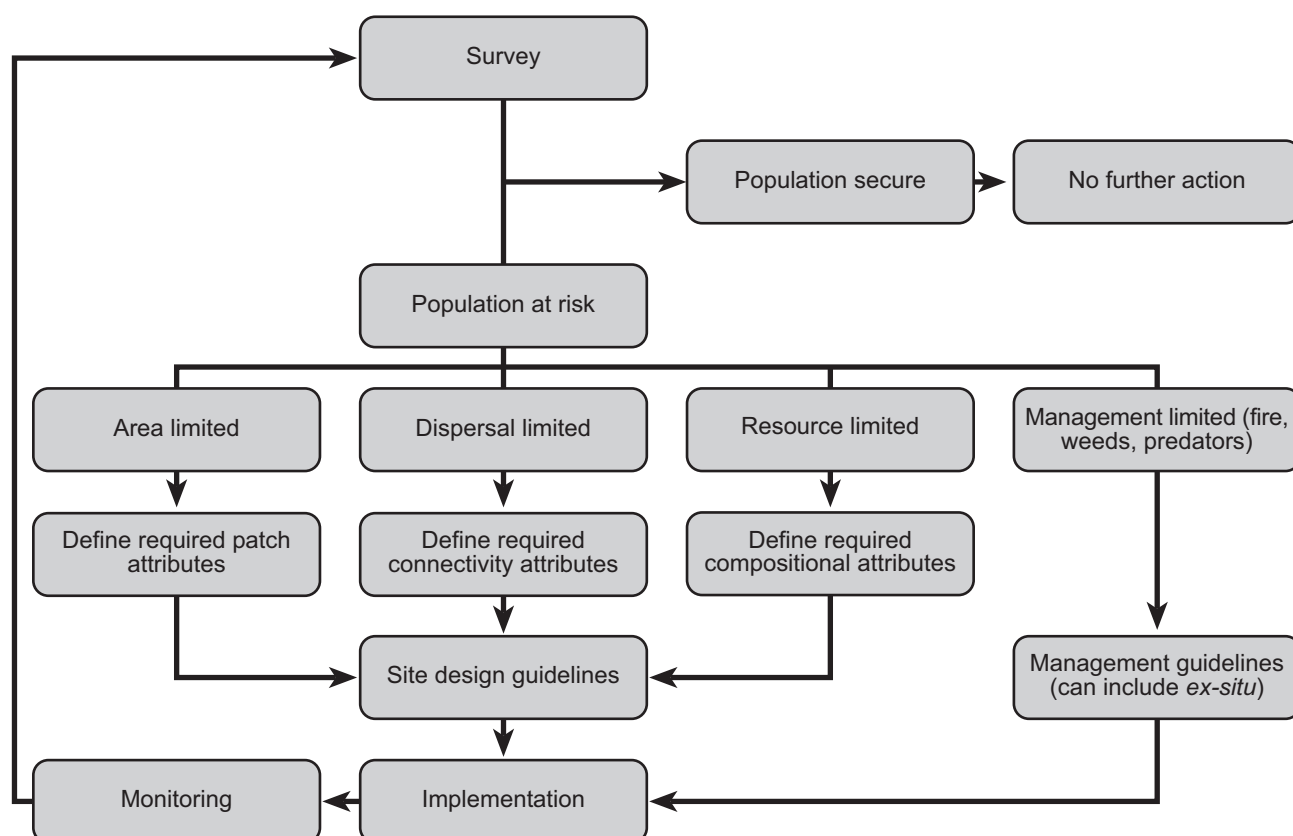 Survey
Population secure
No further action
Population at risk
Area limited
Dispersal limited
Resource limited
Management limited (fire,
weeds, predators)
Define required patch
attributes
Define required
connectivity attributes
Define required
compositional attributes
Site design guidelines
Management guidelines
(can include ex-situ)
Monitoring
Implementation